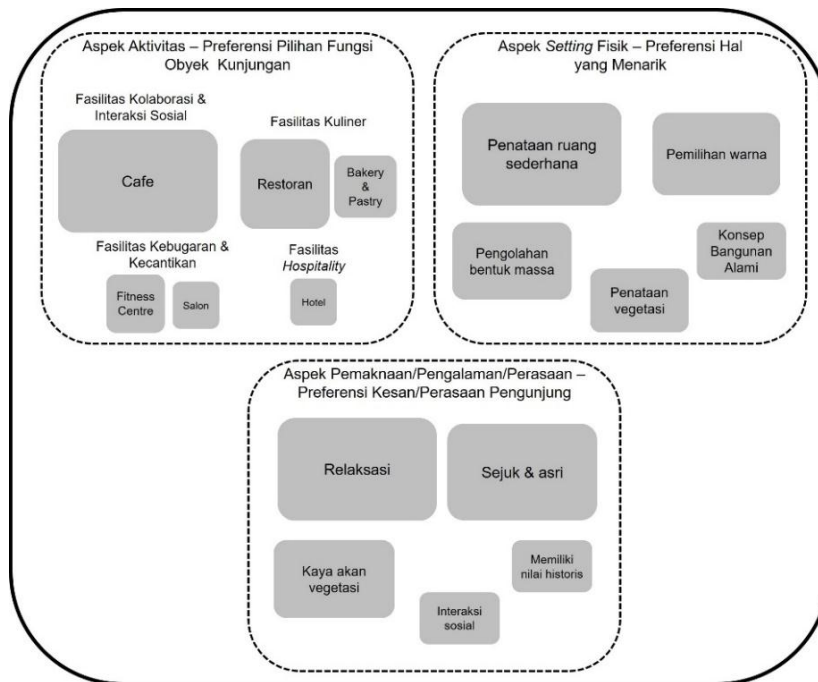 Aspek Aktivitas – Preferensi Pilihan Fungsi
Obyek Kunjungan
Fasilitas Kolaborasi &
Interaksi Sosial
Cafe
Fasilitas Kuliner
Restoran
Bakery
&
Pastry
Fasilitas Kebugaran &
Kecantikan
Fitness
Centre
Salon
Fasilitas
Hospitality
Hotel
Aspek Setting Fisik – Preferensi Hal
yang Menarik
Penataan ruang
sederhana
Pemilihan warna
Pengolahan
bentuk massa
Penataan
vegetasi
Konsep
Bangunan
Alami
Aspek Pemaknaan/Pengalaman/Perasaan –
Preferensi Kesan/Perasaan Pengunjung
Relaksasi
Sejuk & asri
Kaya akan
vegetasi
Interaksi
sosial
Memiliki
nilai historis